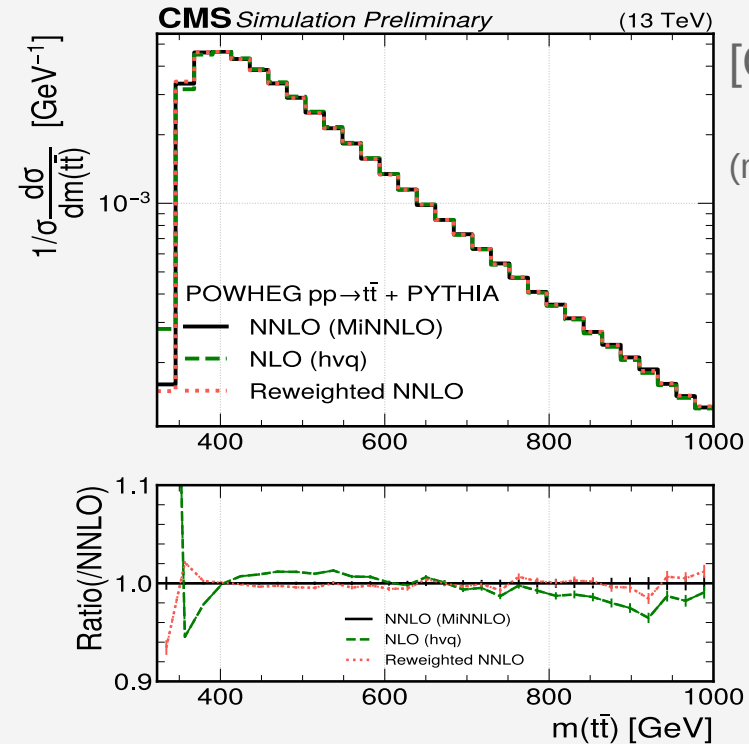 CMS Simulation Preliminary (13 TeV)
[
(
1/σ dσ/dm(tt̄) [GeV⁻¹]
10⁻³
POWHEG pp→tt̄ + PYTHIA
NNLO (MiNNLO)
NLO (hvq)
Reweighted NNLO
400 600 800 1000
Ratio(/NNLO)
1.1
1.0
0.9
NNLO (MiNNLO)
NLO (hvq)
Reweighted NNLO
400 600 800 1000
m(tt̄) [GeV]